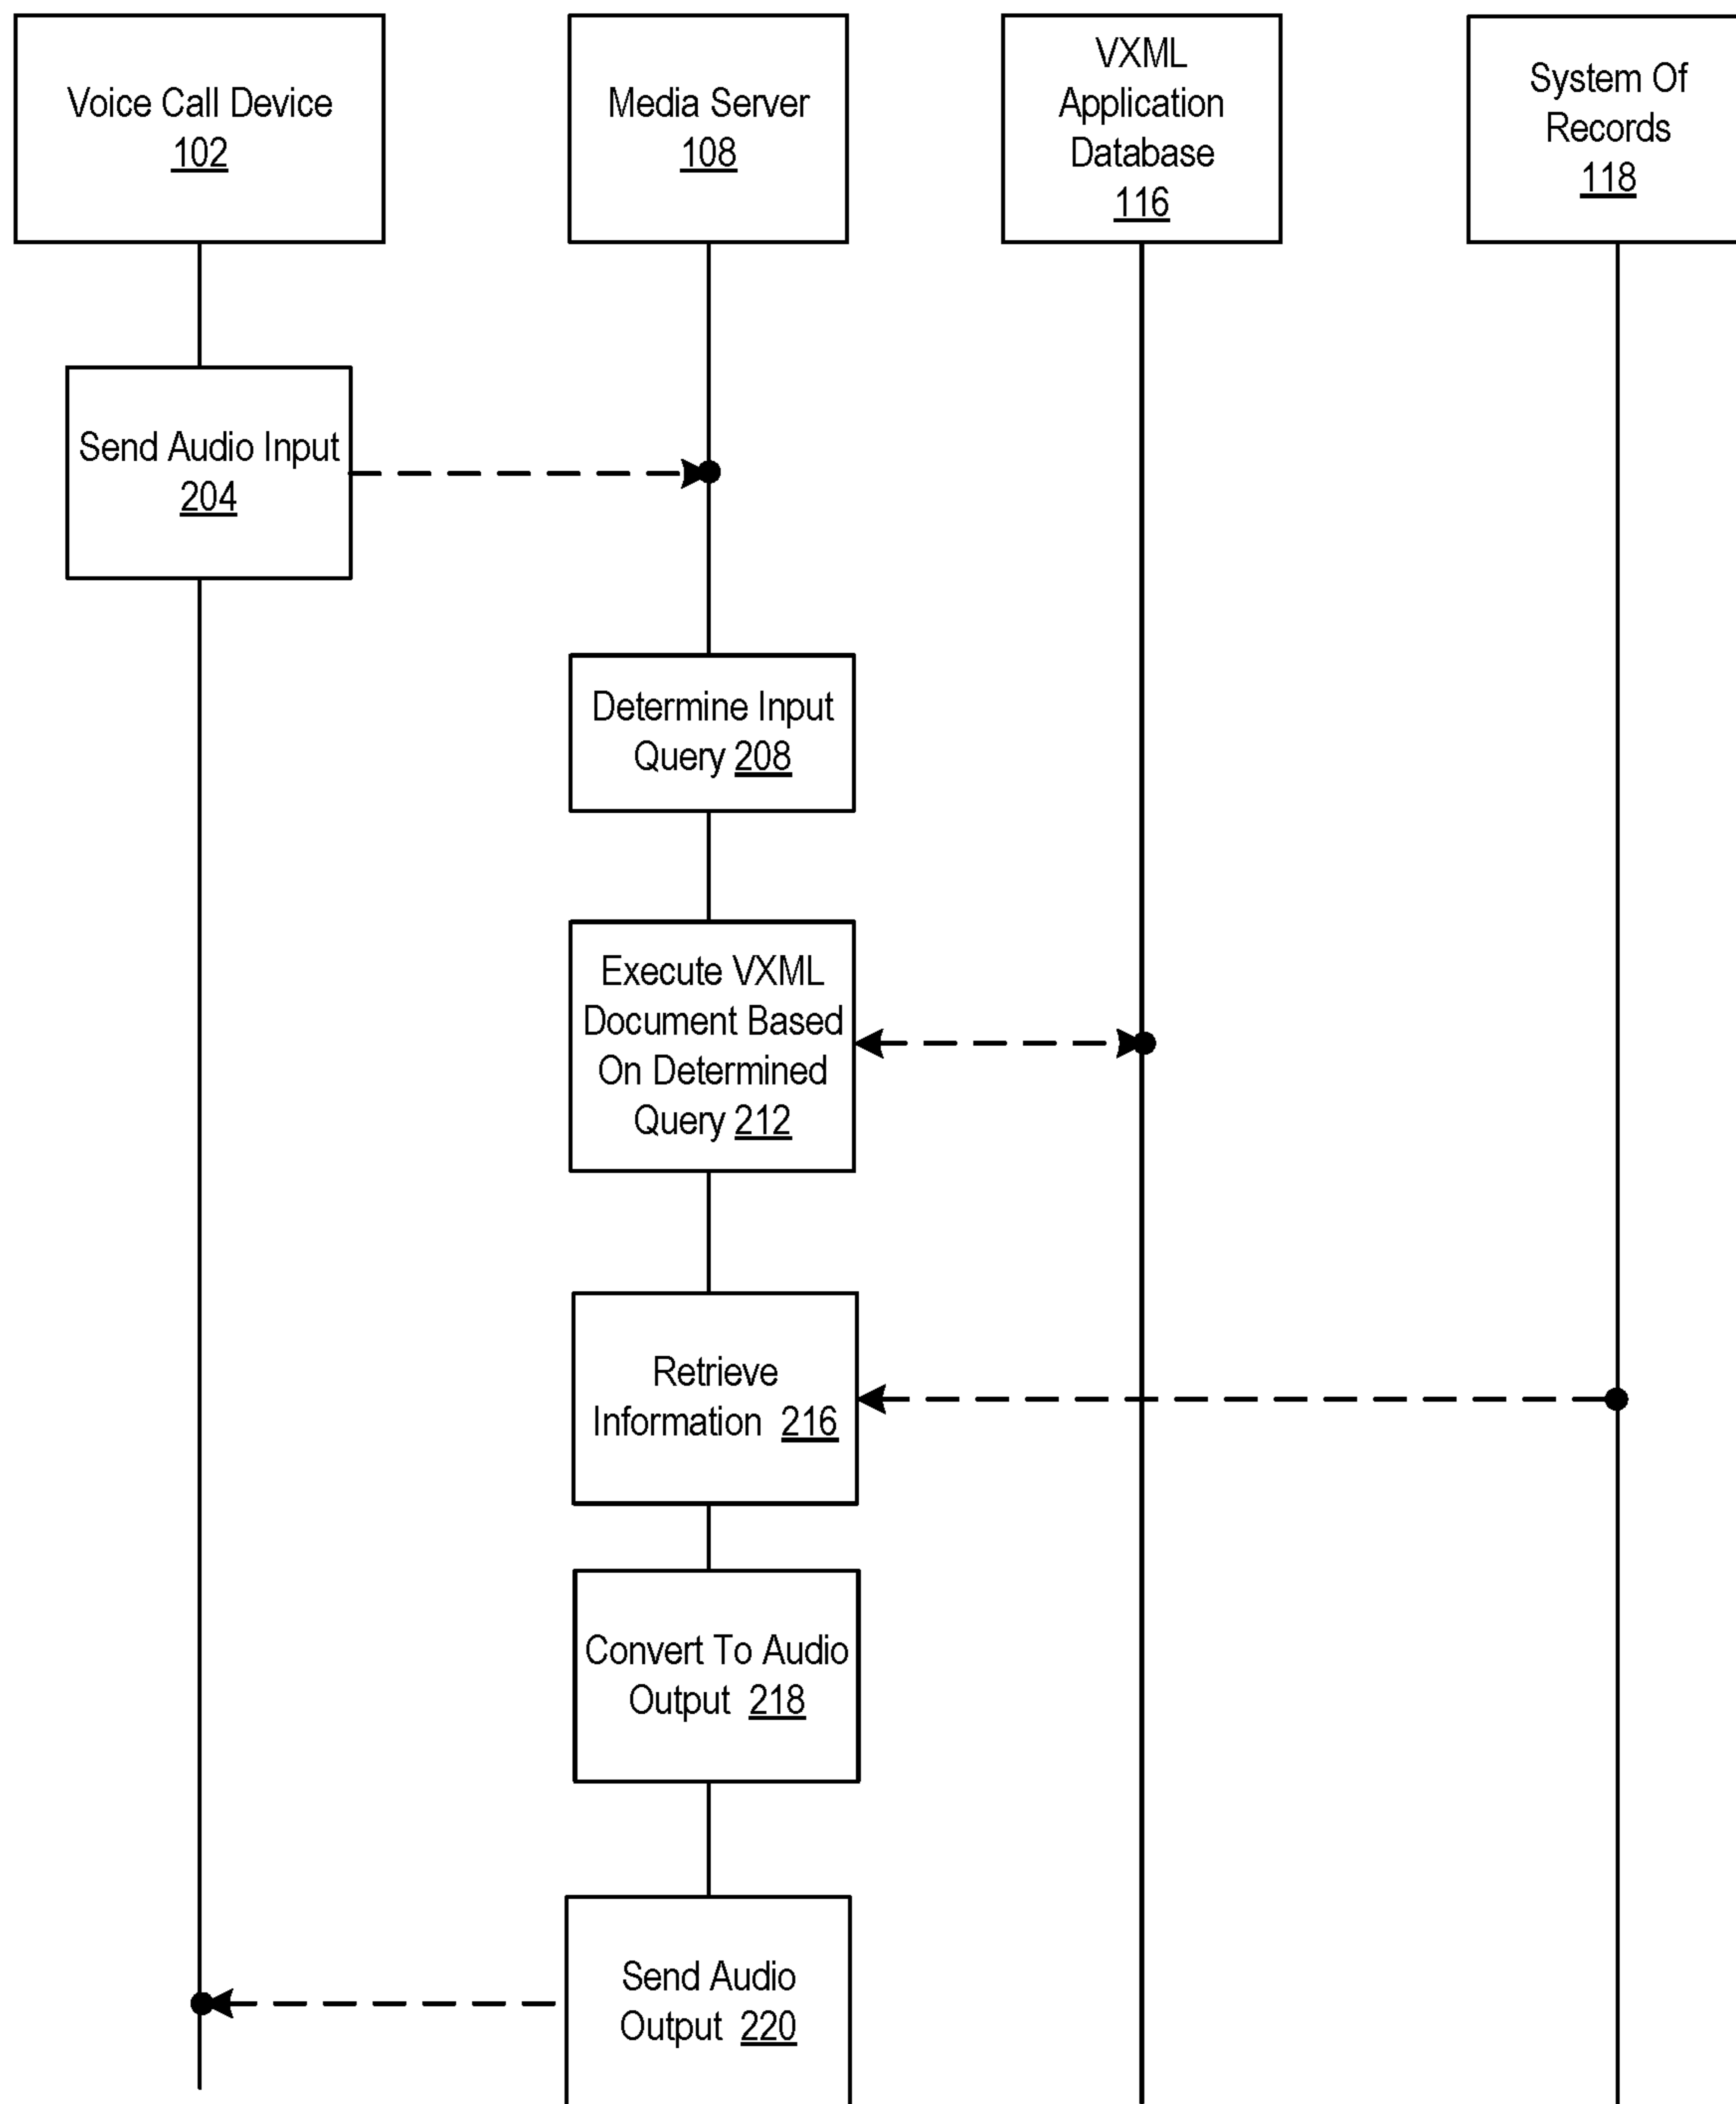 Voice Call Device
102
Media Server
108
VXML
Application
Database
116
System Of
Records
118
Send Audio Input
204
Determine Input
Query 208
Execute VXML
Document Based
On Determined
Query 212
Retrieve
Information 216
Convert To Audio
Output 218
Send Audio
Output 220